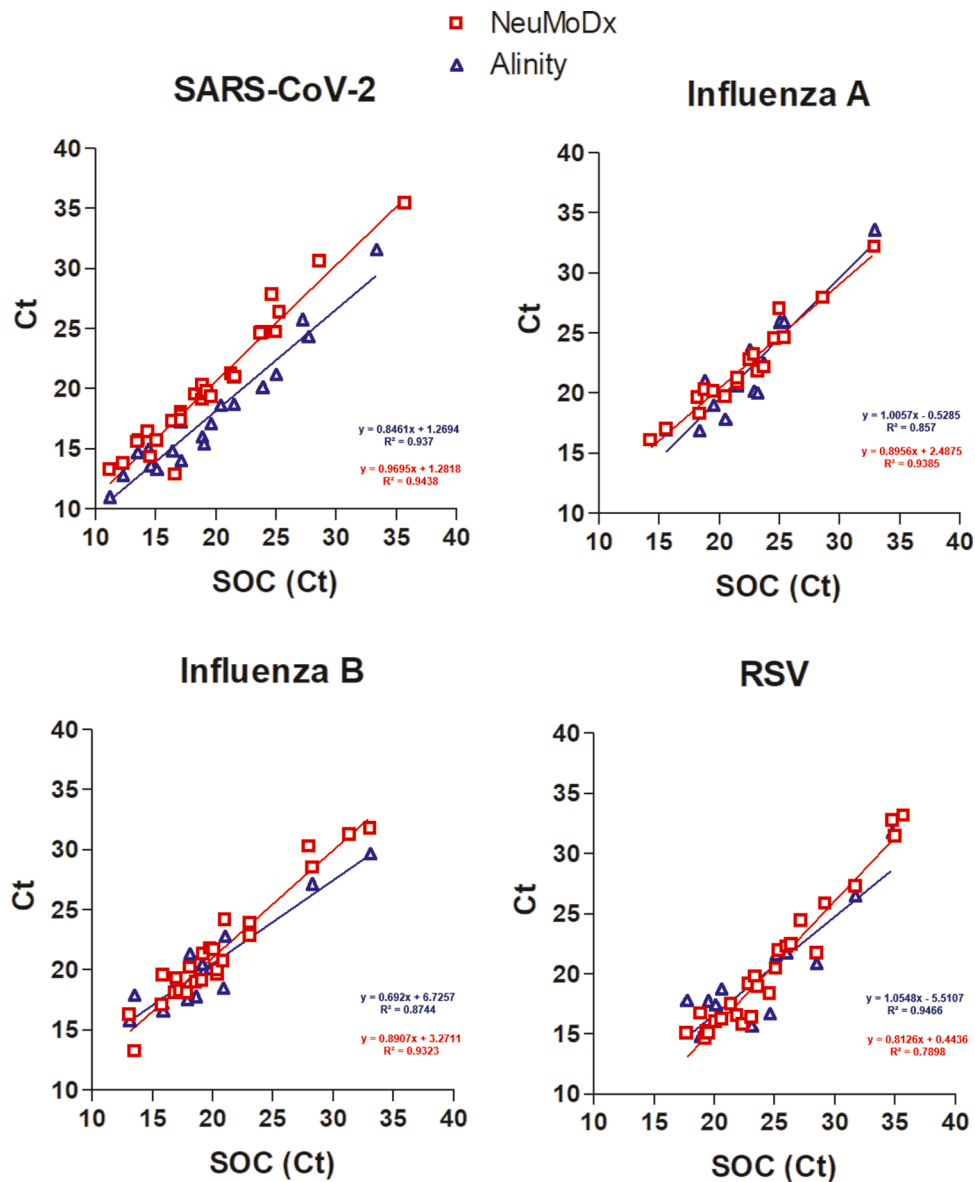 NeuMoDx
Alinity
SARS-CoV-2
40
35
30
25
20
15
10
Ct
y = 0.8461x + 1.2694
R² = 0.937
y = 0.9695x + 1.2818
R² = 0.9438
10 15 20 25 30 35 40
SOC (Ct)
Influenza A
40
35
30
25
20
15
10
Ct
y = 1.0057x - 0.5285
R² = 0.857
y = 0.8956x + 2.4875
R² = 0.9385
10 15 20 25 30 35 40
SOC (Ct)
Influenza B
40
35
30
25
20
15
10
Ct
y = 0.692x + 6.7257
R² = 0.8744
y = 0.8907x + 3.2711
R² = 0.9323
10 15 20 25 30 35 40
SOC (Ct)
RSV
40
35
30
25
20
15
10
Ct
y = 1.0548x - 5.5107
R² = 0.9466
y = 0.8126x + 0.4436
R² = 0.7898
10 15 20 25 30 35 40
SOC (Ct)